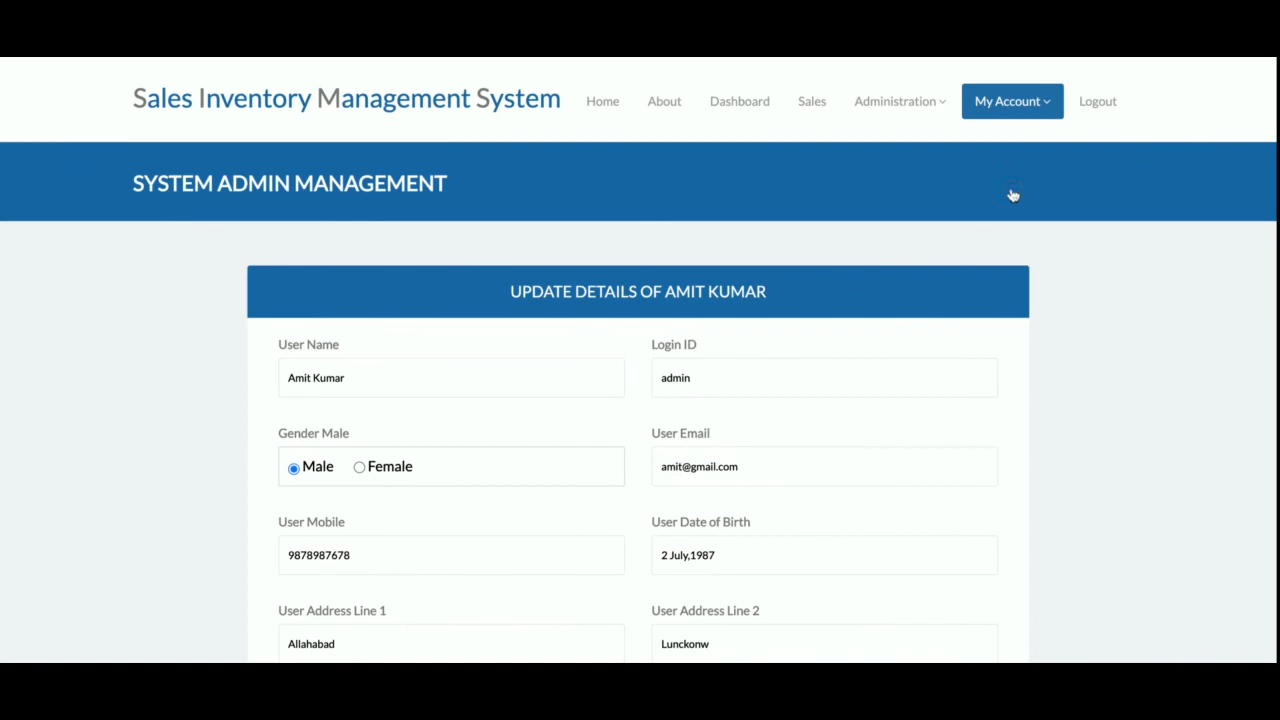 Sales Inventory Management System Home About Dashboard Sales Administration My Account Logout
SYSTEM ADMIN MANAGEMENT
UPDATE DETAILS OF AMIT KUMAR
User Name Login ID
Amit Kumar admin
Gender Male User Email
Male Female amit@gmail.com
User Mobile User Date of Birth
9878987678 2 July,1987
User Address Line 1 User Address Line 2
Allahabad Lunckonw